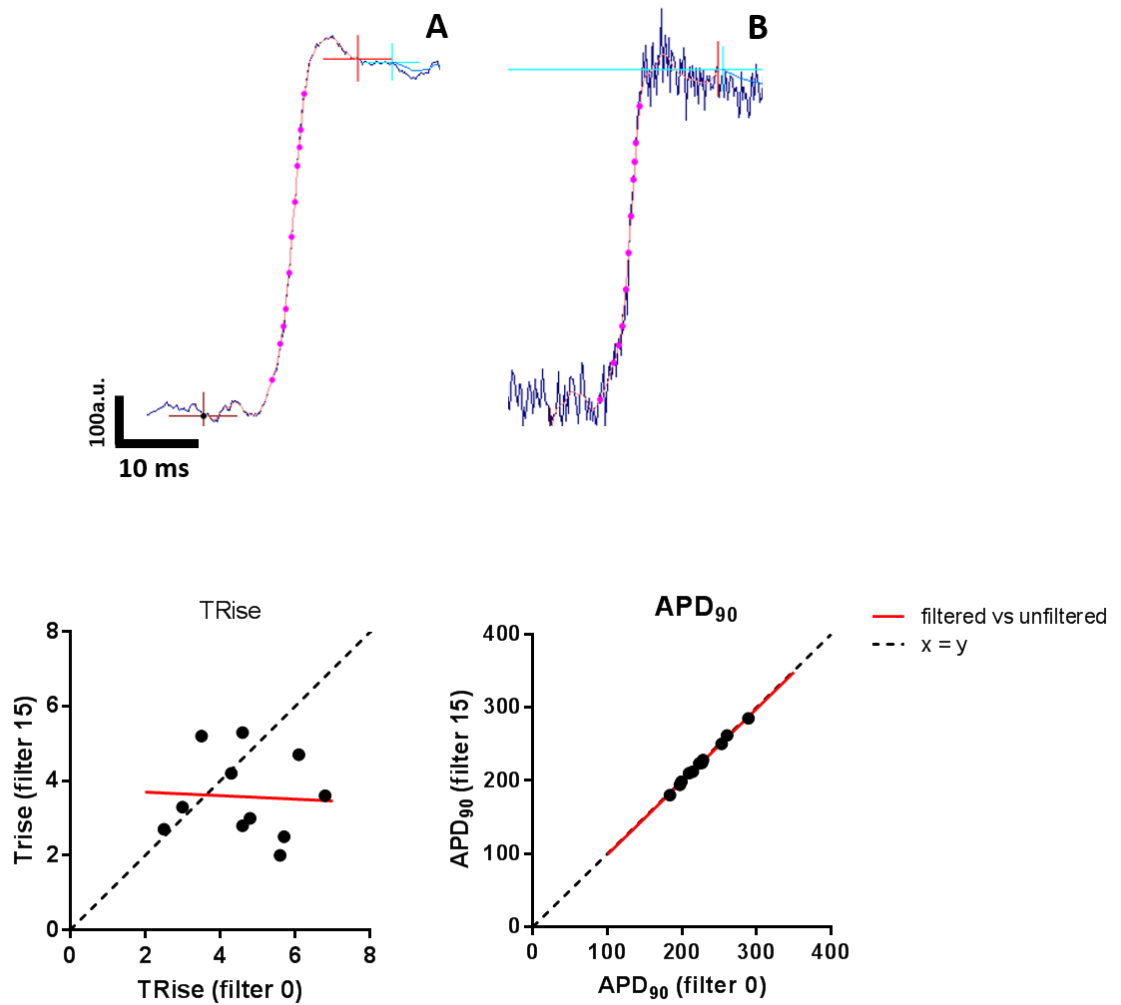 A
B
100a.u.
10 ms
TRise
8
6
4
2
0
0 2 4 6 8
Trise (filter 15)
TRise (filter 0)
APD₉₀
400
300
200
100
0
0 100 200 300 400
APD₉₀ (filter 15)
APD₉₀ (filter 0)
filtered vs unfiltered
x = y